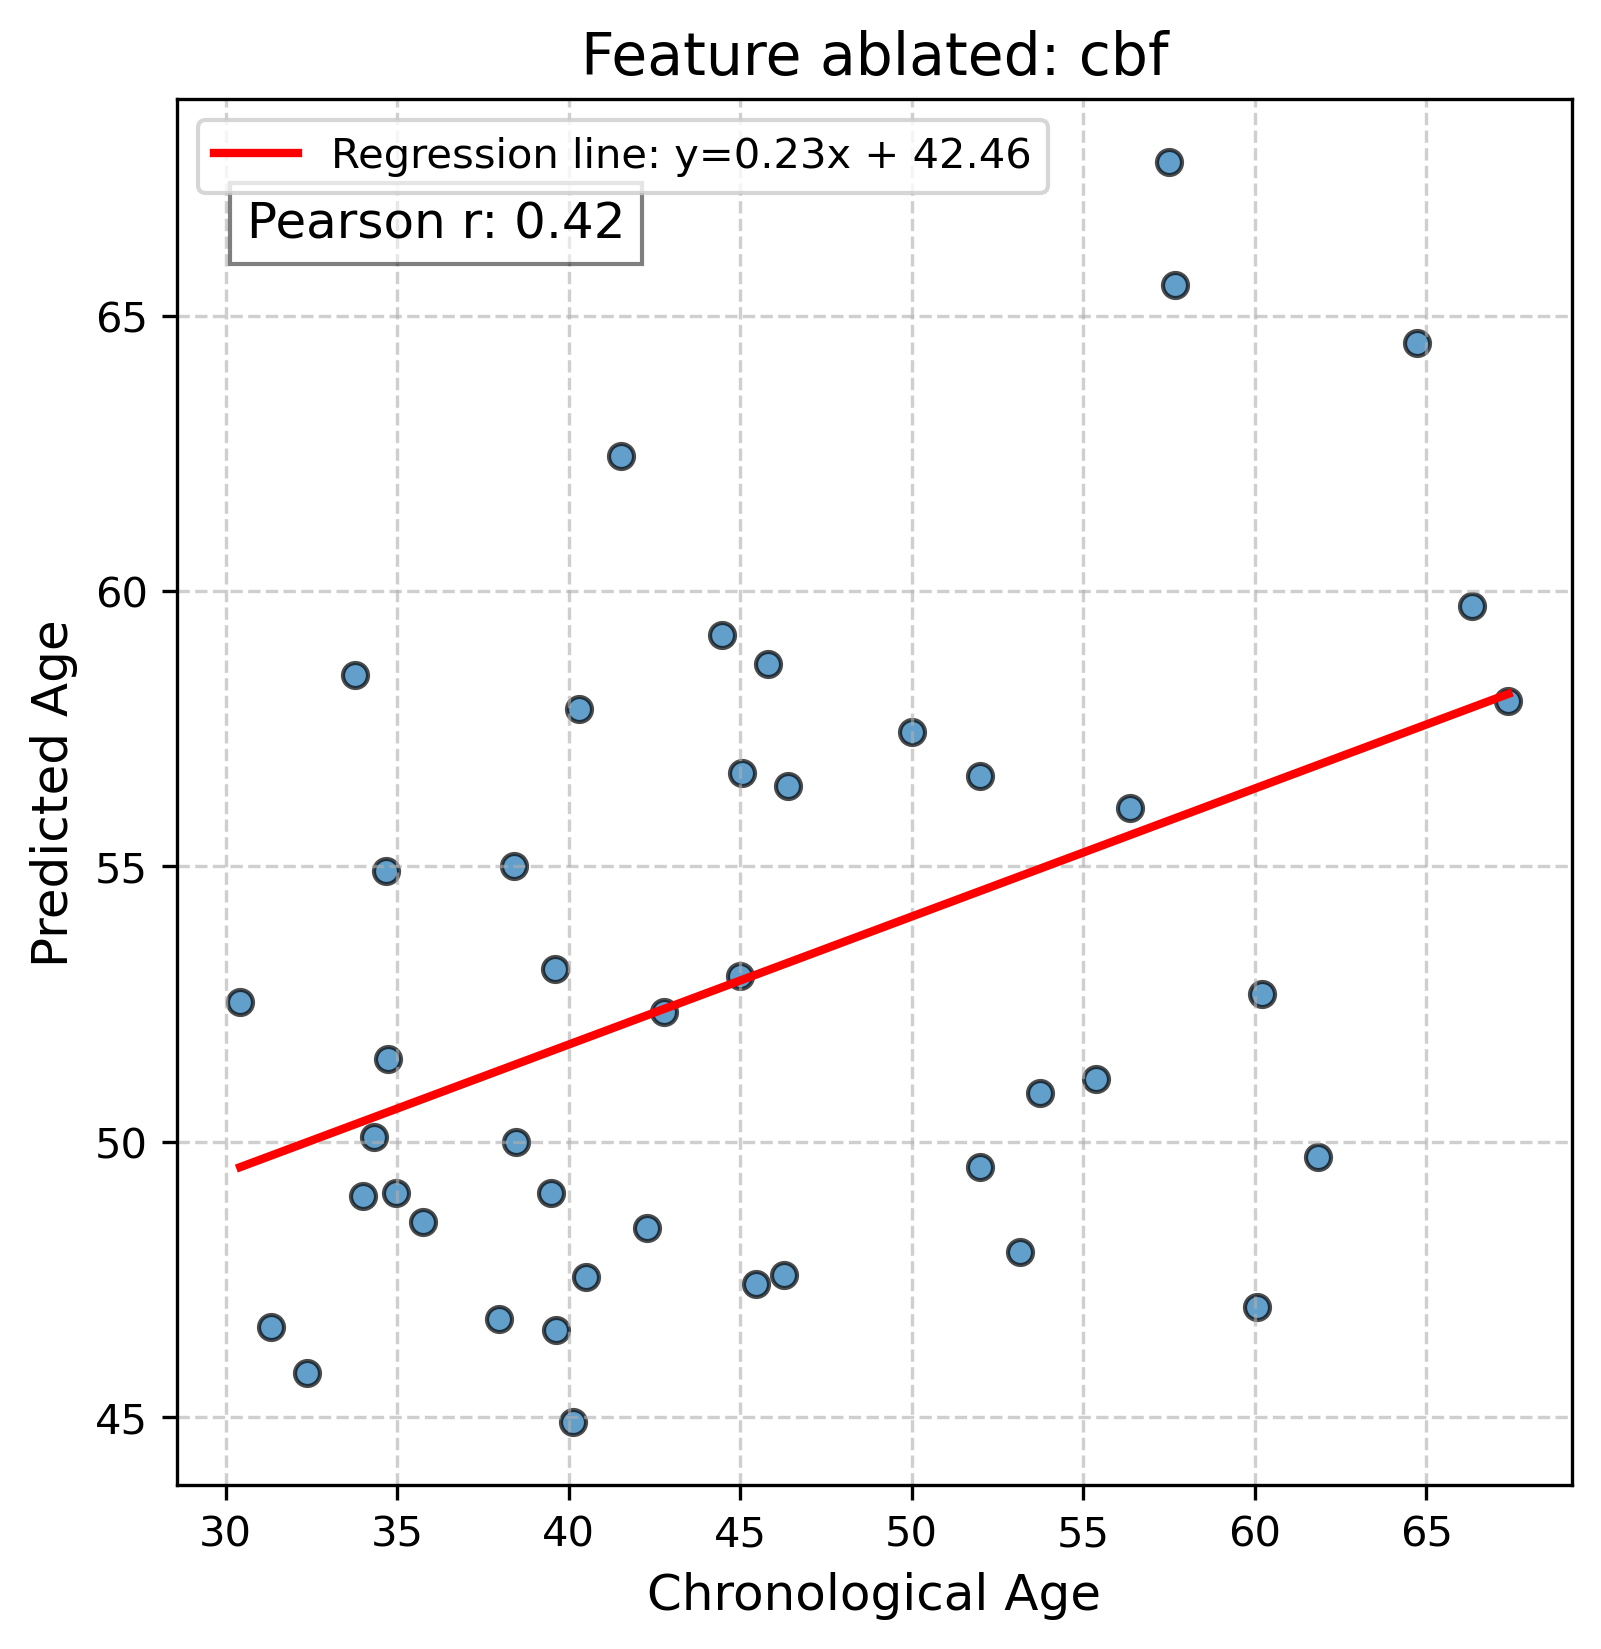 Feature ablated: cbf
Regression line: y=0.23x + 42.46
Pearson r: 0.42
Predicted Age
65
60
55
50
45
30 35 40 45 50 55 60 65
Chronological Age